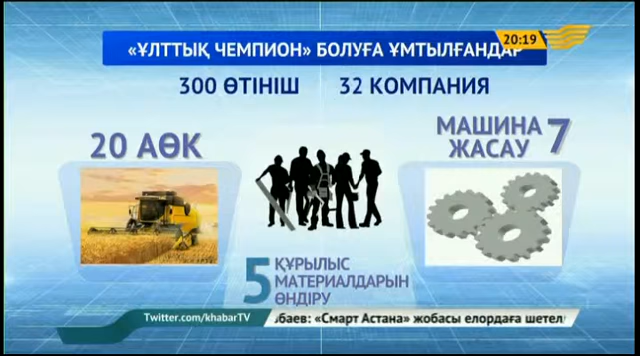 20:19
«ҰЛТТЫҚ ЧЕМПИОН» БОЛУҒА ҰМТЫЛҒАНДАР
300 ӨТІНІШ 32 КОМПАНИЯ
20 АӨК
МАШИНА 7
ЖАСАУ
5 ҚҰРЫЛЫС
МАТЕРИАЛДАРЫН
ӨНДІРУ
Twitter.com/khabarTV
баев: «Смарт Астана» жобасы елордаға шетел